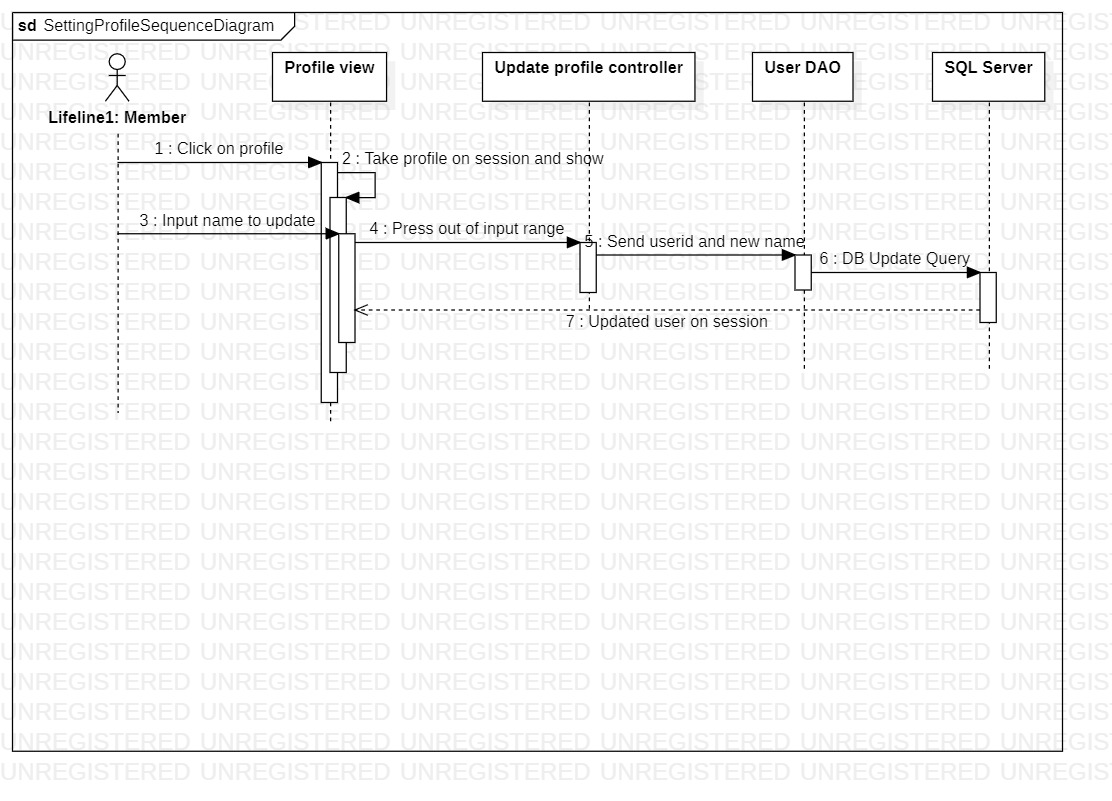 sd SettingProfileSequenceDiagram
Profile view
Update profile controller
User DAO
SQL Server
Lifeline1: Member
1 : Click on profile
2 : Take profile on session and show
3 : Input name to update
4 : Press out of input range
5 : Send userid and new name
6 : DB Update Query
7 : Updated user on session
UNREGISTERED